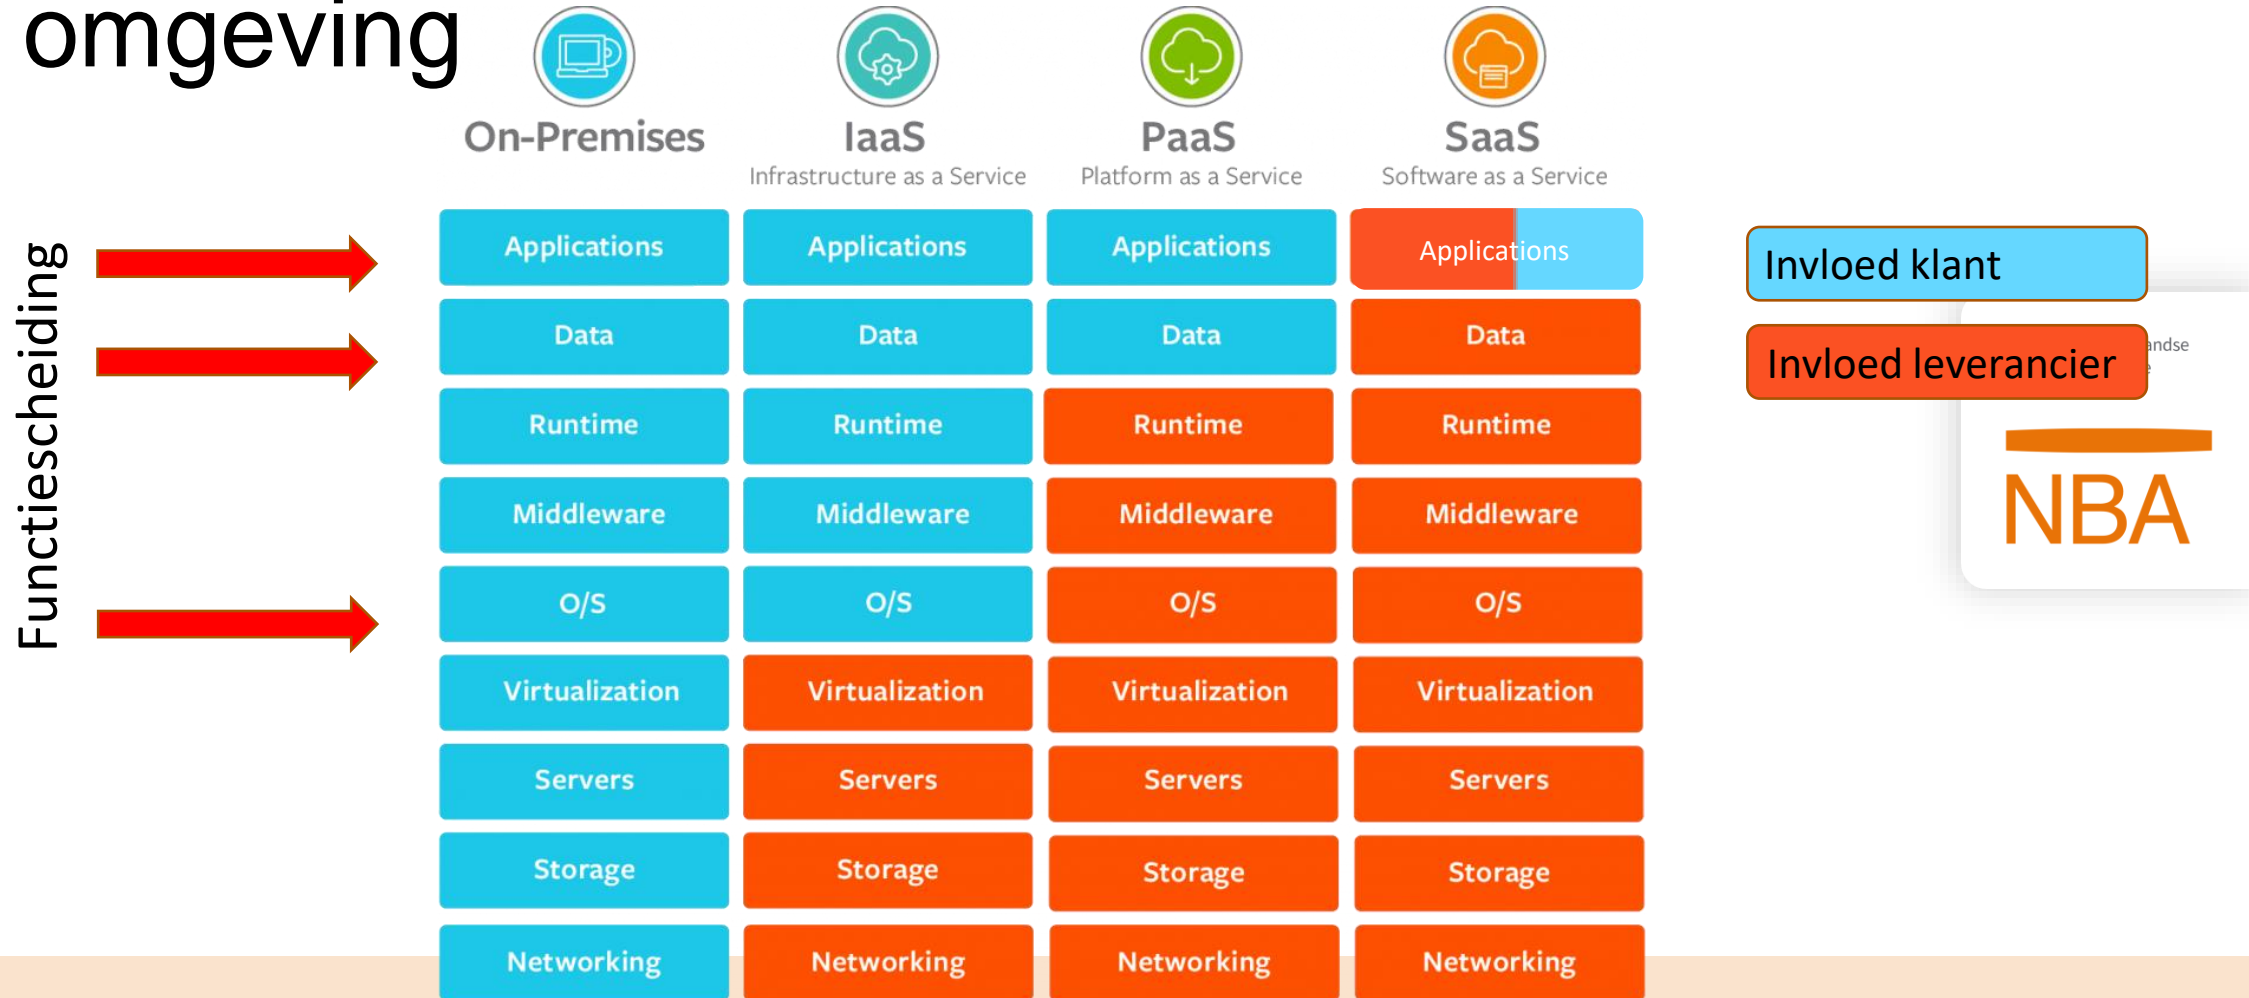 omgeving
On-Premises
IaaS
Infrastructure as a Service
PaaS
Platform as a Service
SaaS
Software as a Service
Functiescheiding
Applications Applications Applications Applications
Data Data Data Data
Runtime Runtime Runtime Runtime
Middleware Middleware Middleware Middleware
O/S O/S O/S O/S
Virtualization Virtualization Virtualization Virtualization
Servers Servers Servers Servers
Storage Storage Storage Storage
Networking Networking Networking Networking
Invloed klant
Invloed leverancier
andse
NBA